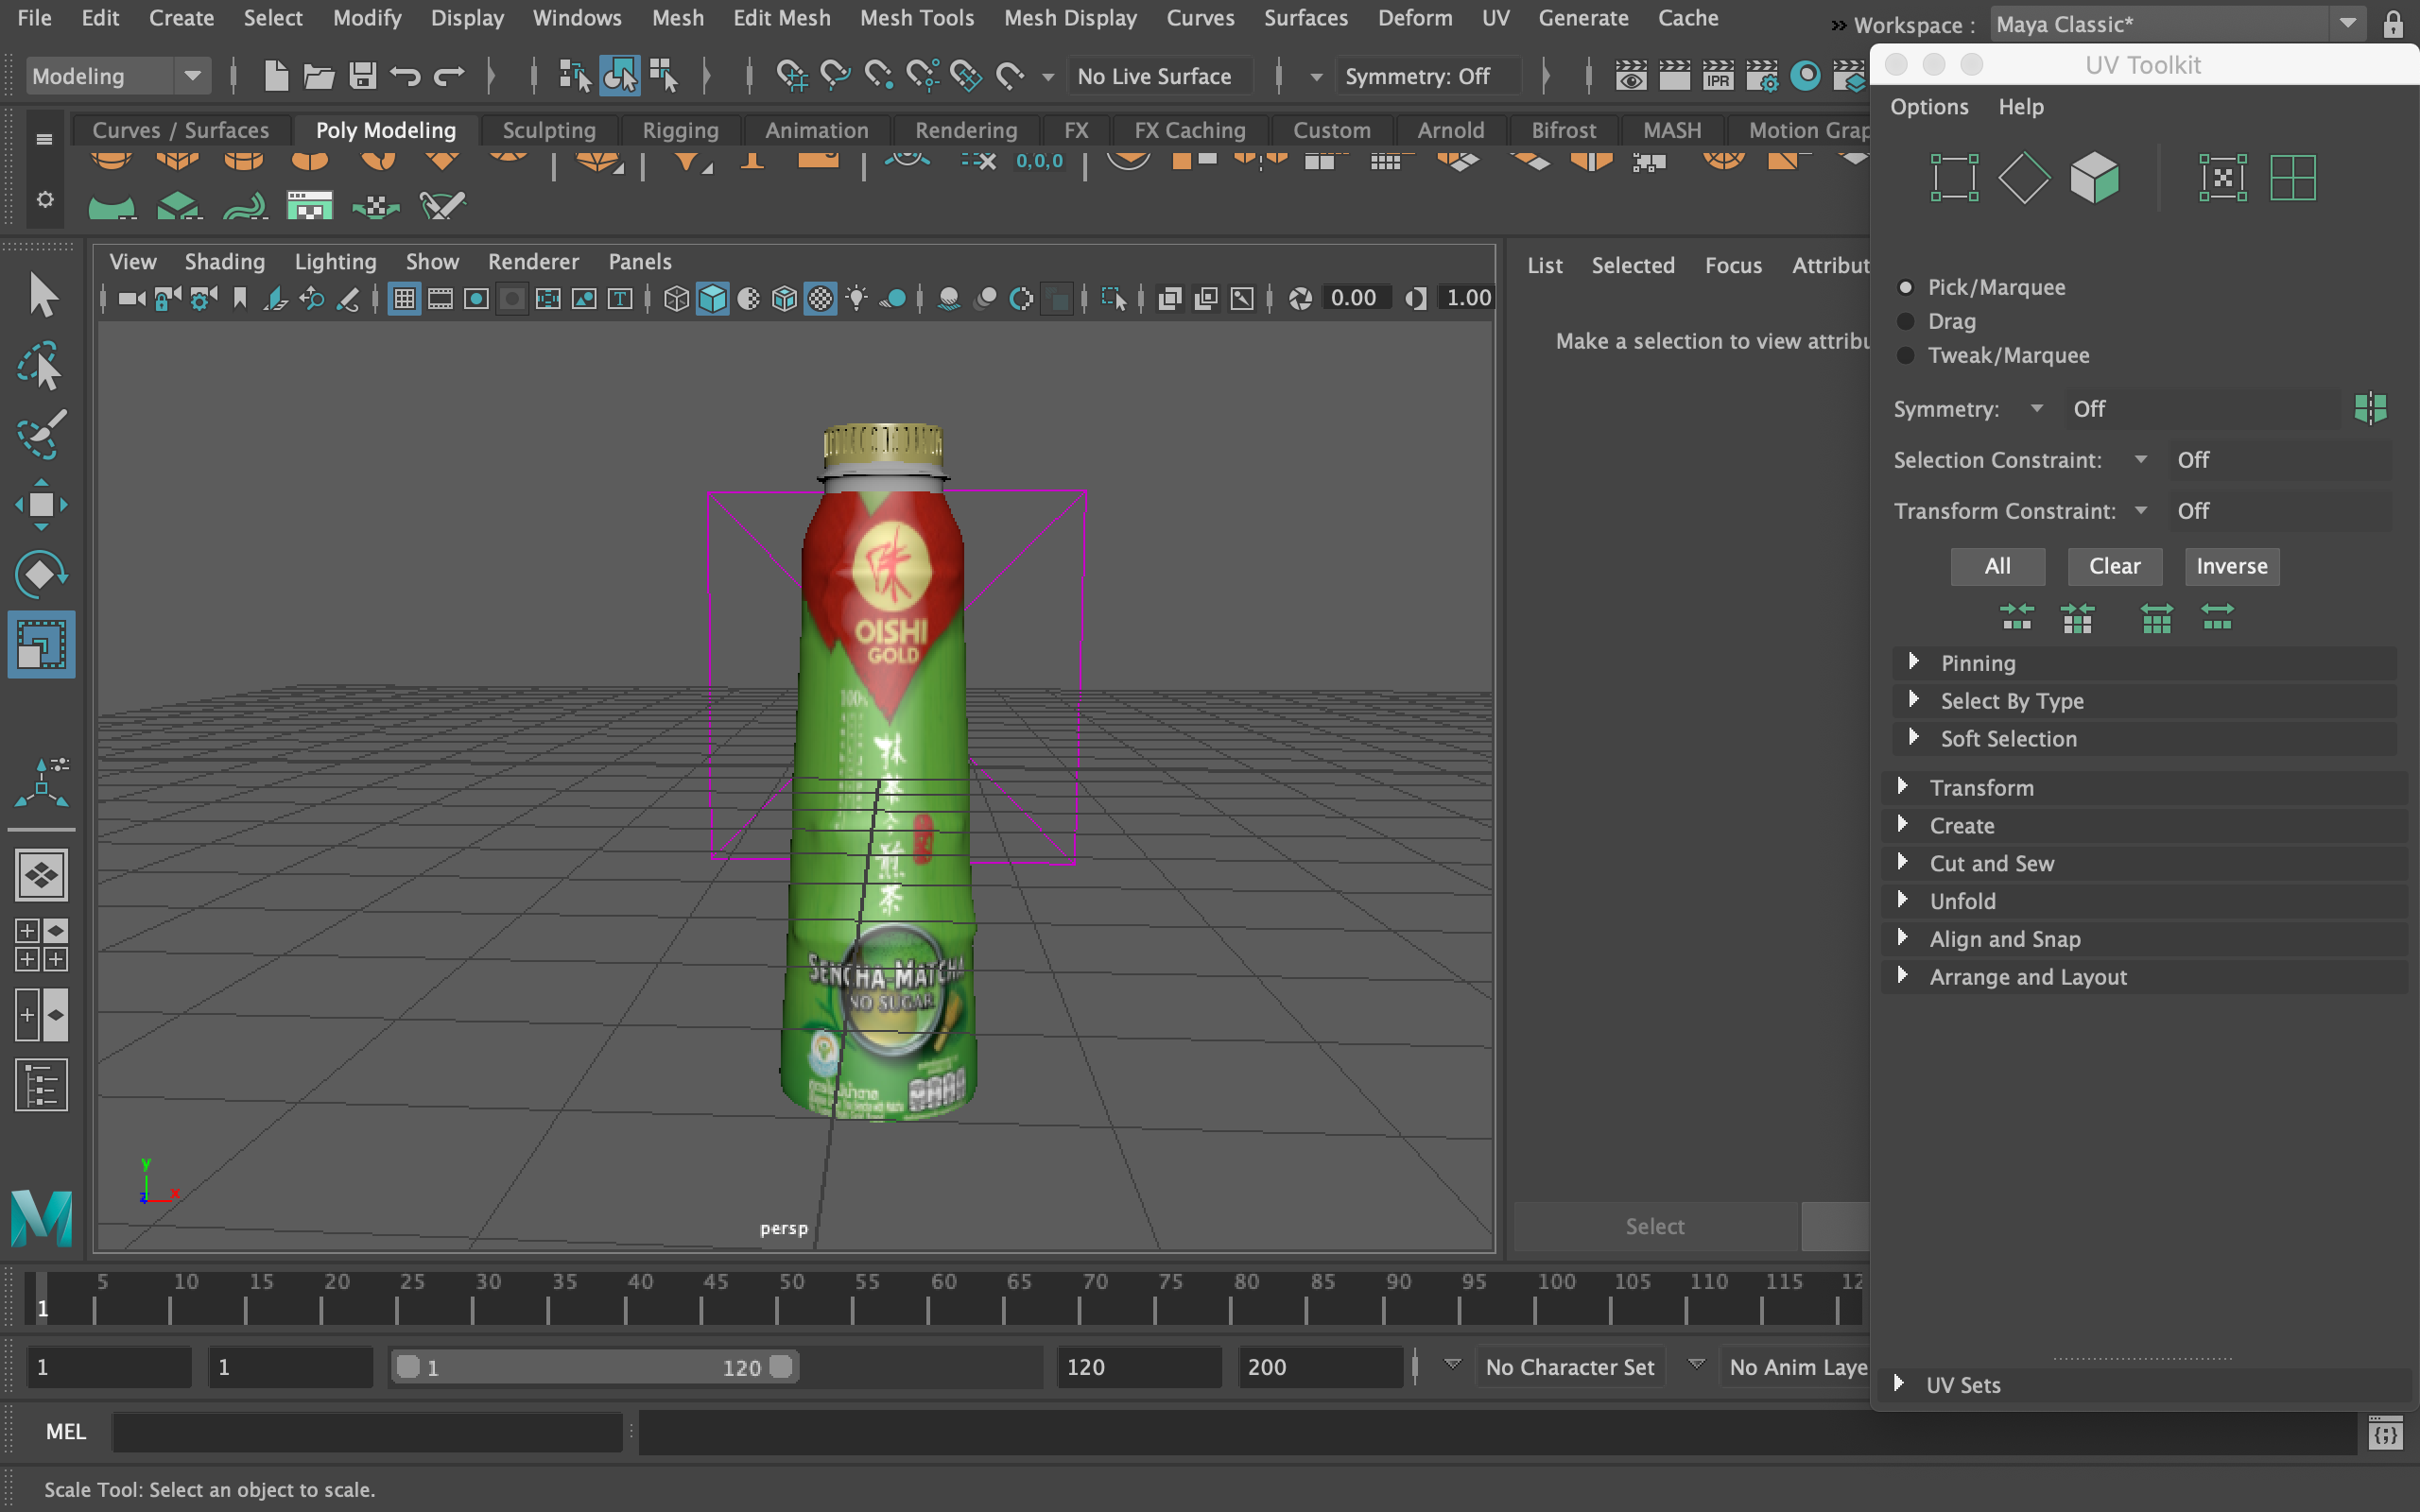 File Edit Create Select Modify Display Windows Mesh Edit Mesh Mesh Tools Mesh Display Curves Surfaces Deform UV Generate Cache
Workspace : Maya Classic*
Modeling
No Live Surface
Symmetry: Off
IPR
Curves / Surfaces Poly Modeling Sculpting Rigging Animation Rendering FX FX Caching Custom Arnold Bifrost MASH Motion Grap
0,0,0
View Shading Lighting Show Renderer Panels
0.00
1.00
List Selected Focus Attribut
Make a selection to view attribu
OISHI
GOLD
100%
抹
茶
煎
茶
SENCHA-MATCHA
NO SUGAR
y
x
z
persp
Select
UV Toolkit
Options Help
Pick/Marquee
Drag
Tweak/Marquee
Symmetry: Off
Selection Constraint: Off
Transform Constraint: Off
All Clear Inverse
Pinning
Select By Type
Soft Selection
Transform
Create
Cut and Sew
Unfold
Align and Snap
Arrange and Layout
UV Sets
5 10 15 20 25 30 35 40 45 50 55 60 65 70 75 80 85 90 95 100 105 110 115 12
1
1 1 1 120 120 200 No Character Set No Anim Laye
MEL
Scale Tool: Select an object to scale.